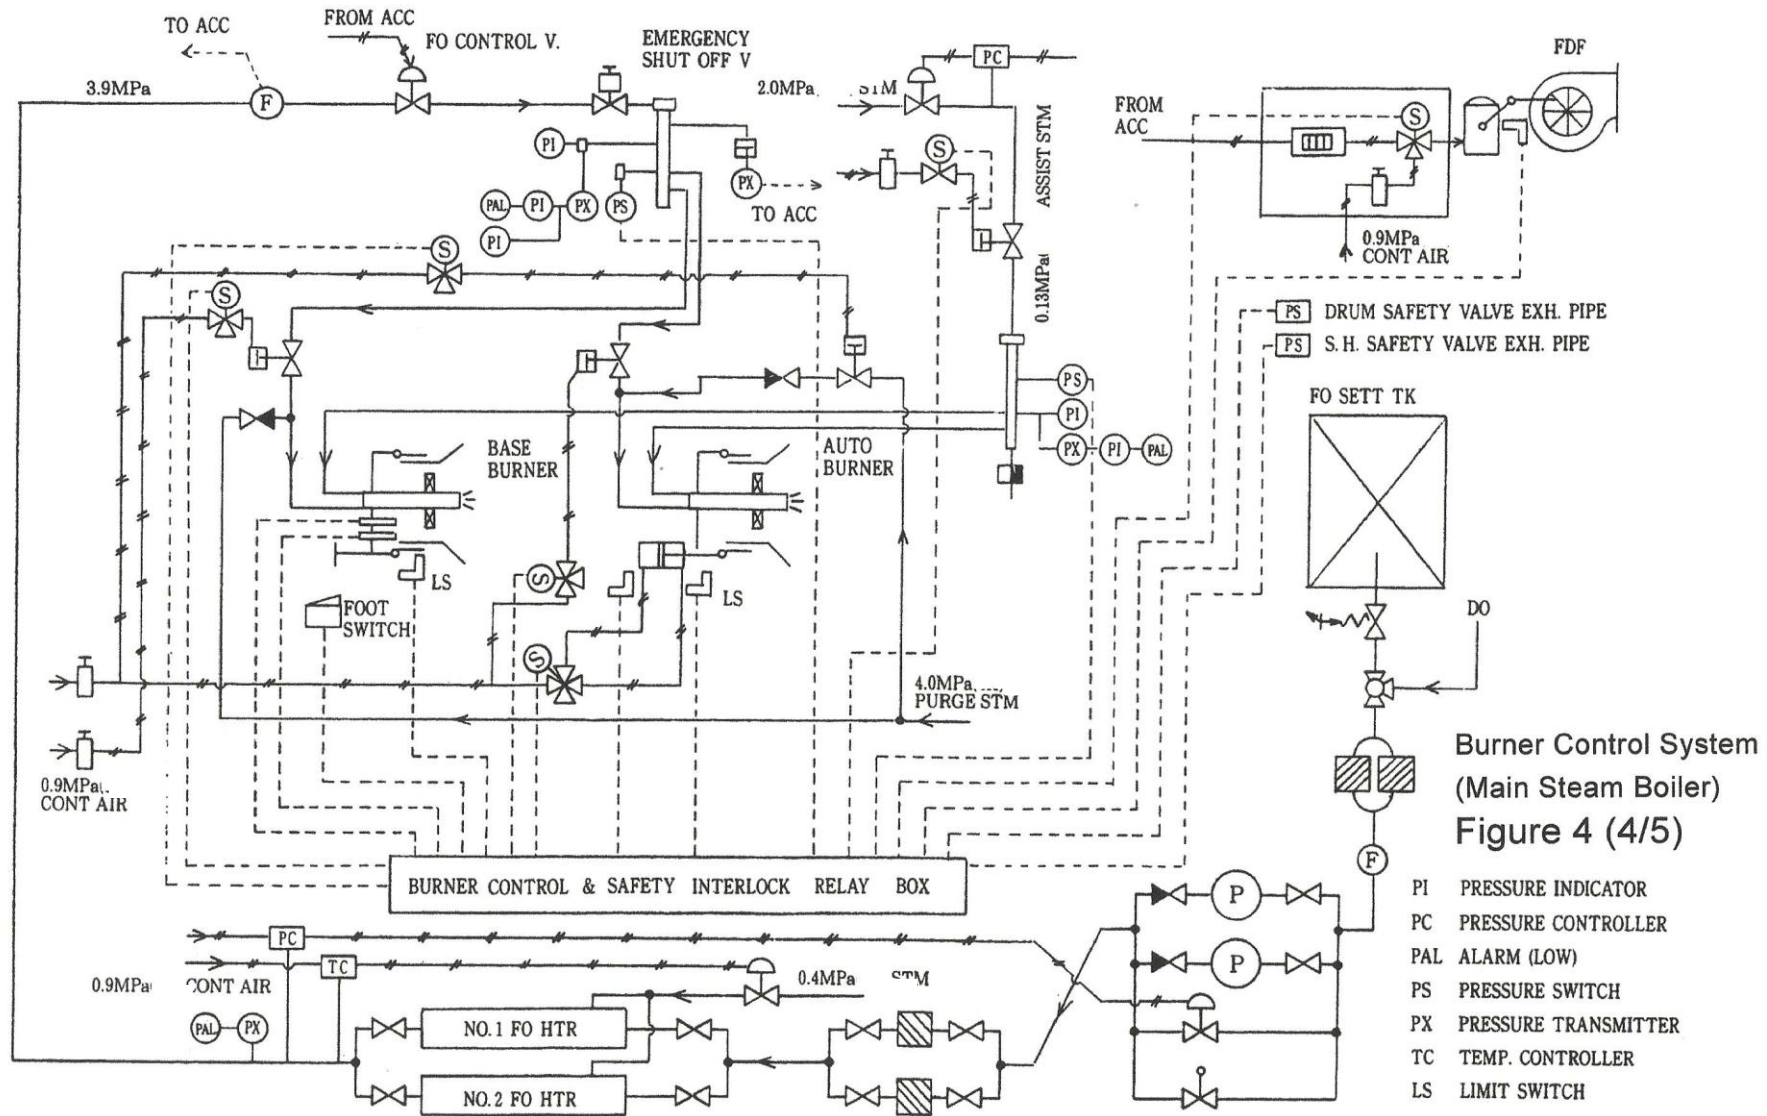 TO ACC
FROM ACC
FO CONTROL V.
EMERGENCY
SHUT OFF V
3.9MPa
F
2.0MPa
STM
PC
FDF
FROM
ACC
S
ASSIST STM
PI
PX
TO ACC
PAL
PI
PX
PS
PI
S
S
S
0.9MPa
CONT AIR
0.13MPa
PS
DRUM SAFETY VALVE EXH. PIPE
PS
S.H. SAFETY VALVE EXH. PIPE
PS
PI
PX
PI
PAL
FO SETT TK
BASE
BURNER
AUTO
BURNER
LS
FOOT
SWITCH
S
LS
S
DO
4.0MPa
PURGE STM
0.9MPa
CONT AIR
Burner Control System
(Main Steam Boiler)
Figure 4 (4/5)
F
BURNER CONTROL & SAFETY INTERLOCK RELAY BOX
P
P
PC
TC
0.9MPa
CONT AIR
0.4MPa
STM
PAL
PX
NO.1 FO HTR
NO.2 FO HTR
PI PRESSURE INDICATOR
PC PRESSURE CONTROLLER
PAL ALARM (LOW)
PS PRESSURE SWITCH
PX PRESSURE TRANSMITTER
TC TEMP. CONTROLLER
LS LIMIT SWITCH